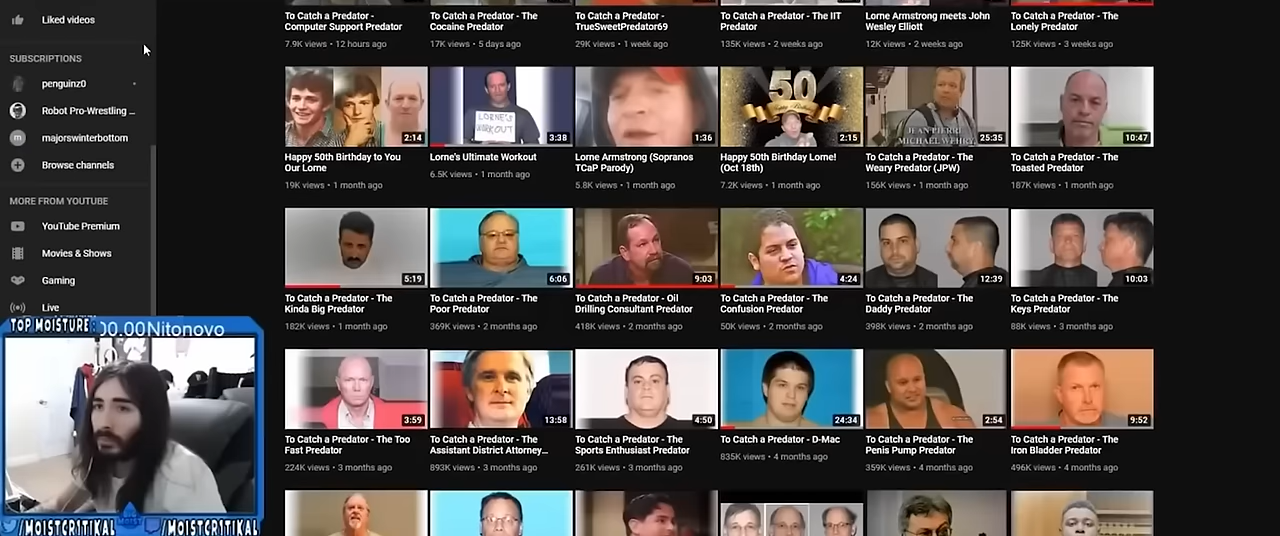 Liked videos
SUBSCRIPTIONS
penguinz0
Robot Pro-Wrestling ...
m
majorswinterbottom
Browse channels
MORE FROM YOUTUBE
YouTube Premium
Movies & Shows
Gaming
Live
To Catch a Predator -
Computer Support Predator
7.9K views • 12 hours ago
To Catch a Predator - The
Cocaine Predator
17K views • 5 days ago
To Catch a Predator -
TrueSweetPredator69
29K views • 1 week ago
To Catch a Predator - The IIT
Predator
135K views • 2 weeks ago
Lorne Armstrong meets John
Wesley Elliott
12K views • 2 weeks ago
To Catch a Predator - The
Lonely Predator
125K views • 3 weeks ago
2:14
Happy 50th Birthday to You
Our Lorne
19K views • 1 month ago
LORNE'S
WORKOUT
3:38
Lorne's Ultimate Workout
6.5K views • 1 month ago
1:36
Lorne Armstrong (Sopranos
TCaP Parody)
5.8K views • 1 month ago
50
2:15
Happy 50th Birthday Lorne!
(Oct 18th)
7.2K views • 1 month ago
JEAN PIERRE
MICHAEL WEHRY
25:35
To Catch a Predator - The
Weary Predator (JPW)
156K views • 1 month ago
10:47
To Catch a Predator - The
Toasted Predator
187K views • 1 month ago
5:19
To Catch a Predator - The
Kinda Big Predator
182K views • 1 month ago
6:06
To Catch a Predator - The
Poor Predator
369K views • 2 months ago
9:03
To Catch a Predator - Oil
Drilling Consultant Predator
418K views • 2 months ago
4:24
To Catch a Predator - The
Confusion Predator
50K views • 2 months ago
12:39
To Catch a Predator - The
Daddy Predator
398K views • 2 months ago
10:03
To Catch a Predator - The
Keys Predator
88K views • 3 months ago
3:59
To Catch a Predator - The Too
Fast Predator
224K views • 3 months ago
13:58
To Catch a Predator - The
Assistant District Attorney...
893K views • 3 months ago
4:50
To Catch a Predator - The
Sports Enthusiast Predator
261K views • 3 months ago
24:34
To Catch a Predator - D-Mac
835K views • 4 months ago
2:54
To Catch a Predator - The
Penis Pump Predator
359K views • 4 months ago
9:52
To Catch a Predator - The
Iron Bladder Predator
496K views • 4 months ago
TOP MOISTURE:
00.00Nitonovo
/MOISTCR1TIKAL
/MOISTCR1TIKAL